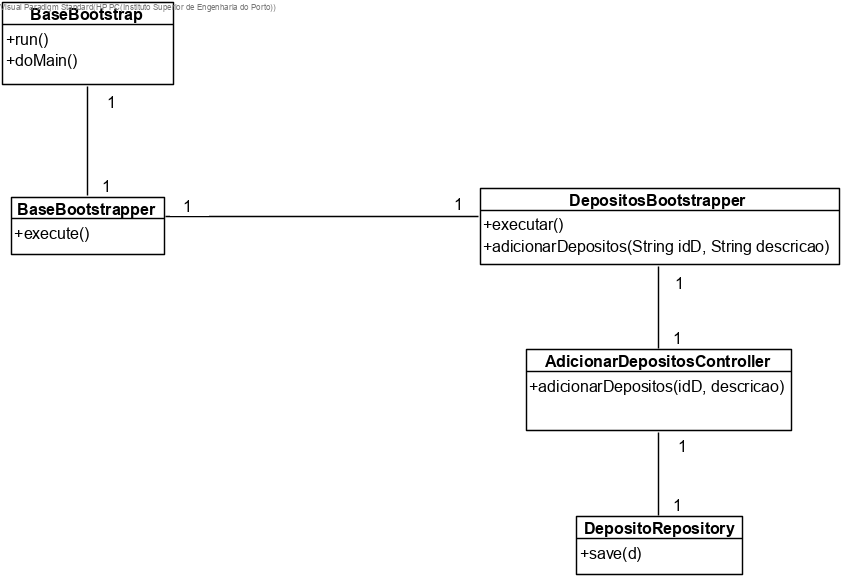 Visual Paradigm Standard(HP PC(Instituto Superior de Engenharia do Porto))
BaseBootstrap
+run()
+doMain()
1
1
BaseBootstrapper
+execute()
1
1
DepositosBootstrapper
+executar()
+adicionarDepositos(String idD, String descricao)
1
1
AdicionarDepositosController
+adicionarDepositos(idD, descricao)
1
1
DepositoRepository
+save(d)